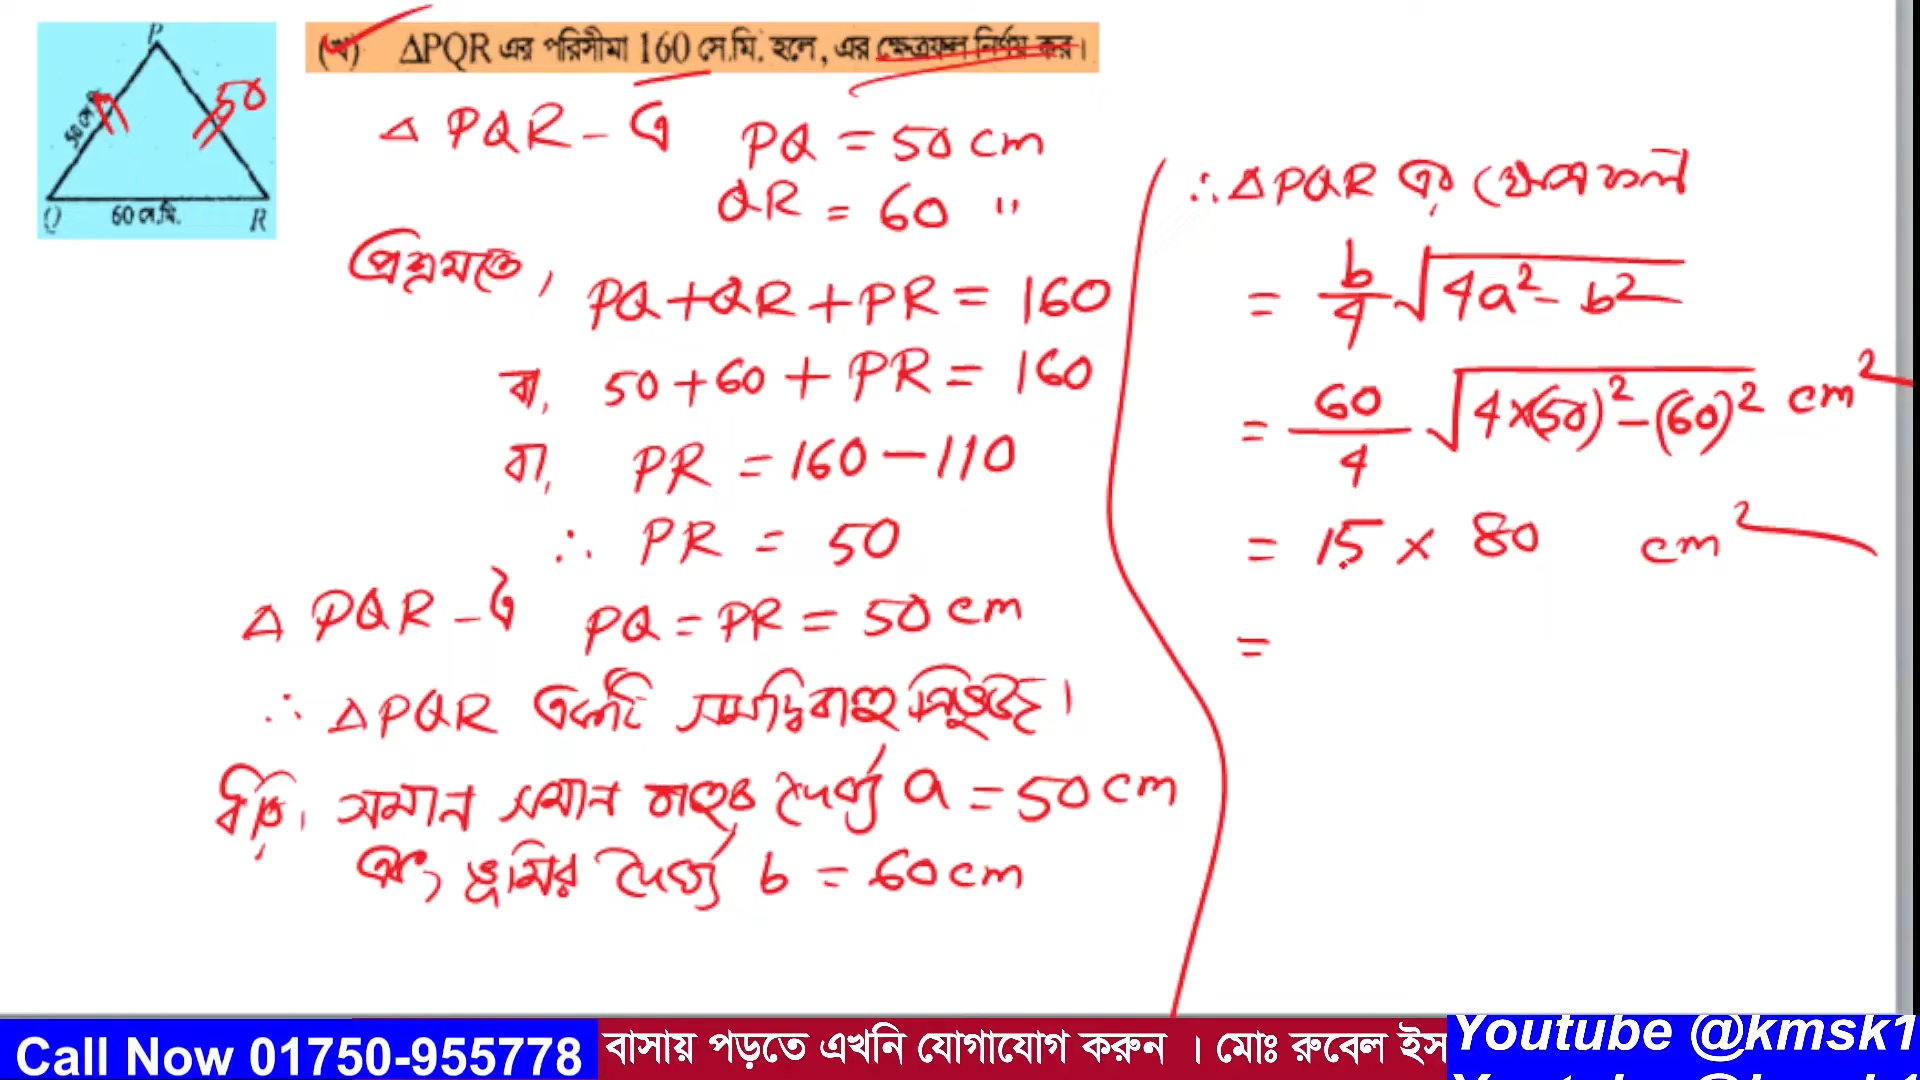 P
50 সে.মি.
50
Q 60 সে.মি. R
(খ) ΔPQR এর পরিসীমা 160 সে.মি. হলে, এর ক্ষেত্রফল নির্ণয় কর।
Δ PQR - এ PQ = 50 cm
QR = 60 "
প্রশ্নমতে,
PQ + QR + PR = 160
বা, 50 + 60 + PR = 160
বা, PR = 160 - 110
∴ PR = 50
Δ PQR - এ PQ = PR = 50 cm
∴ ΔPQR একটি সমদ্বিবাহু ত্রিভুজ।
ধরি, সমান সমান বাহুর দৈর্ঘ্য a = 50 cm
এবং ভূমির দৈর্ঘ্য b = 60 cm
∴ ΔPQR এর ক্ষেত্রফল
= b/4 √(4a² - b²)
= 60/4 √(4×(50)² - (60)²) cm²
= 15 × 80 cm²
=
Call Now 01750-955778 বাসায় পড়তে এখনি যোগাযোগ করুন । মোঃ রুবেল ইস Youtube @kmsk1